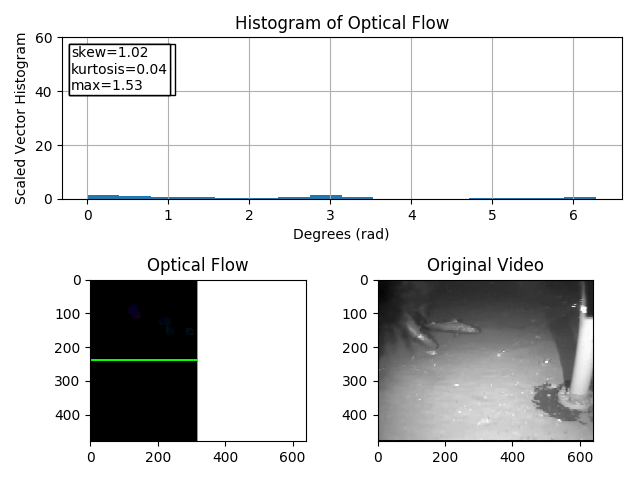 Histogram of Optical Flow
Scaled Vector Histogram
60
40
20
0
skew=1.02
kurtosis=0.04
max=1.53
0 1 2 3 4 5 6
Degrees (rad)
Optical Flow
0
100
200
300
400
0 200 400 600
Original Video
0
100
200
300
400
0 200 400 600